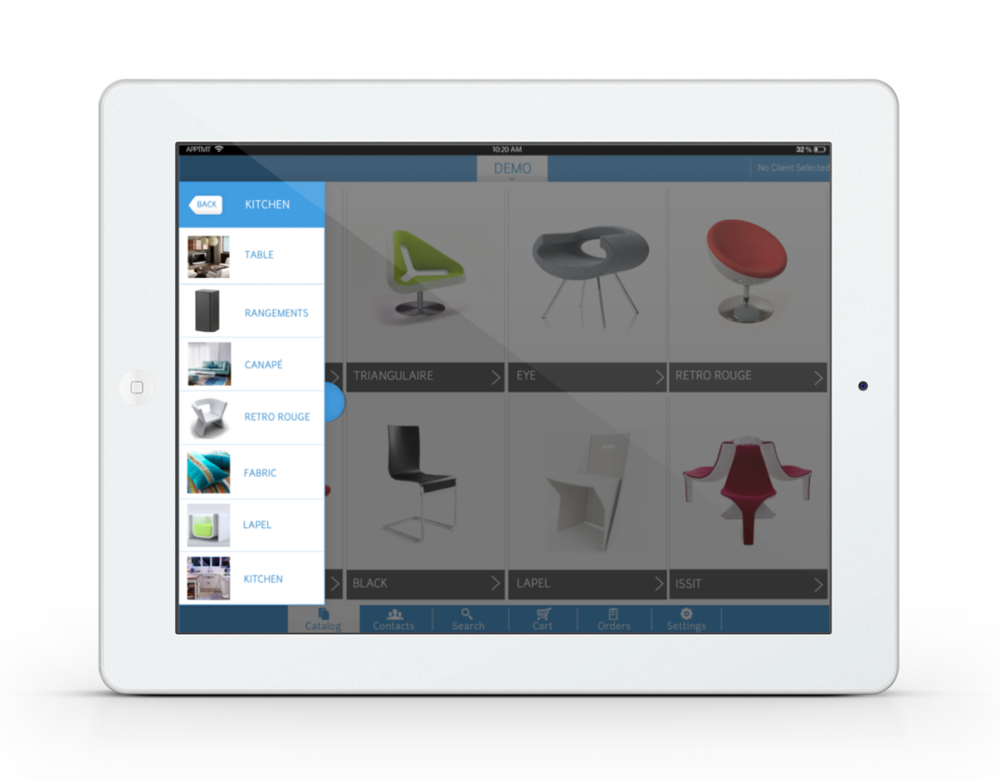 APPTMT
10:20 AM
32 %
DEMO
No Client Selected
BACK
KITCHEN
TABLE
RANGEMENTS
CANAPÉ
RETRO ROUGE
FABRIC
LAPEL
KITCHEN
TRIANGULAIRE
EYE
RETRO ROUGE
BLACK
LAPEL
ISSIT
Catalog
Contacts
Search
Cart
Orders
Settings